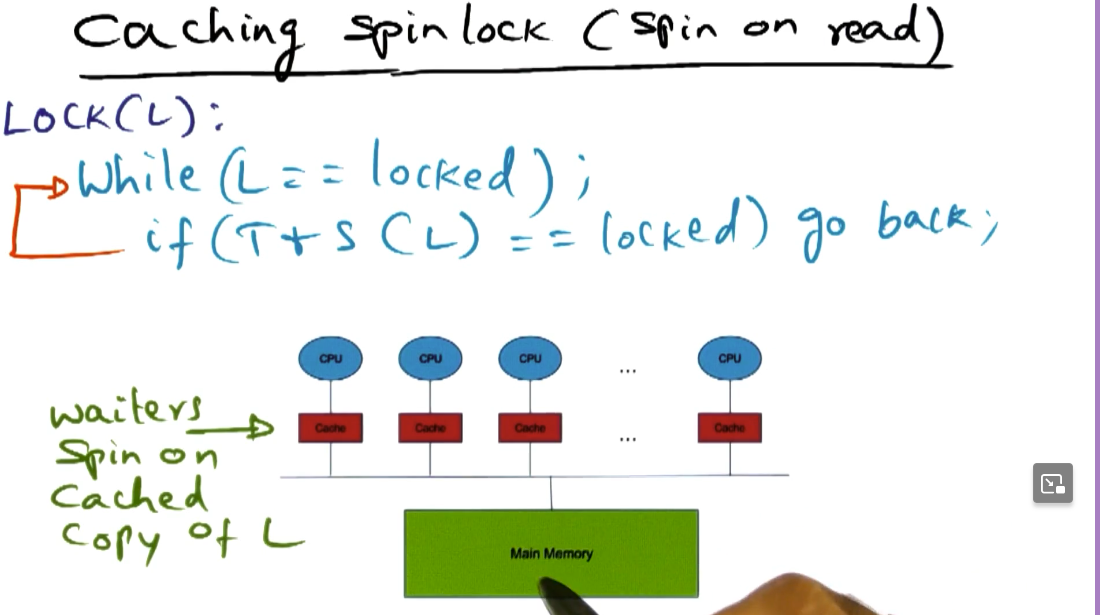 Caching spinlock (spin on read)
LOCK(L):
While (L == locked);
if (T+S (L) == locked) go back;
CPU CPU CPU ... CPU
waiters
Spin on
Cached
Copy of L
Cache Cache Cache ... Cache
Main Memory